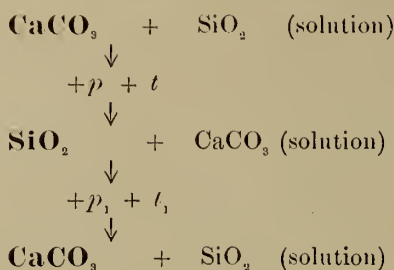 CaCO₃ + SiO₂ (solution)
↓
+p + t
↓
SiO₂ + CaCO₃ (solution)
↓
+p₁ + t₁
↓
CaCO₃ + SiO₂ (solution)